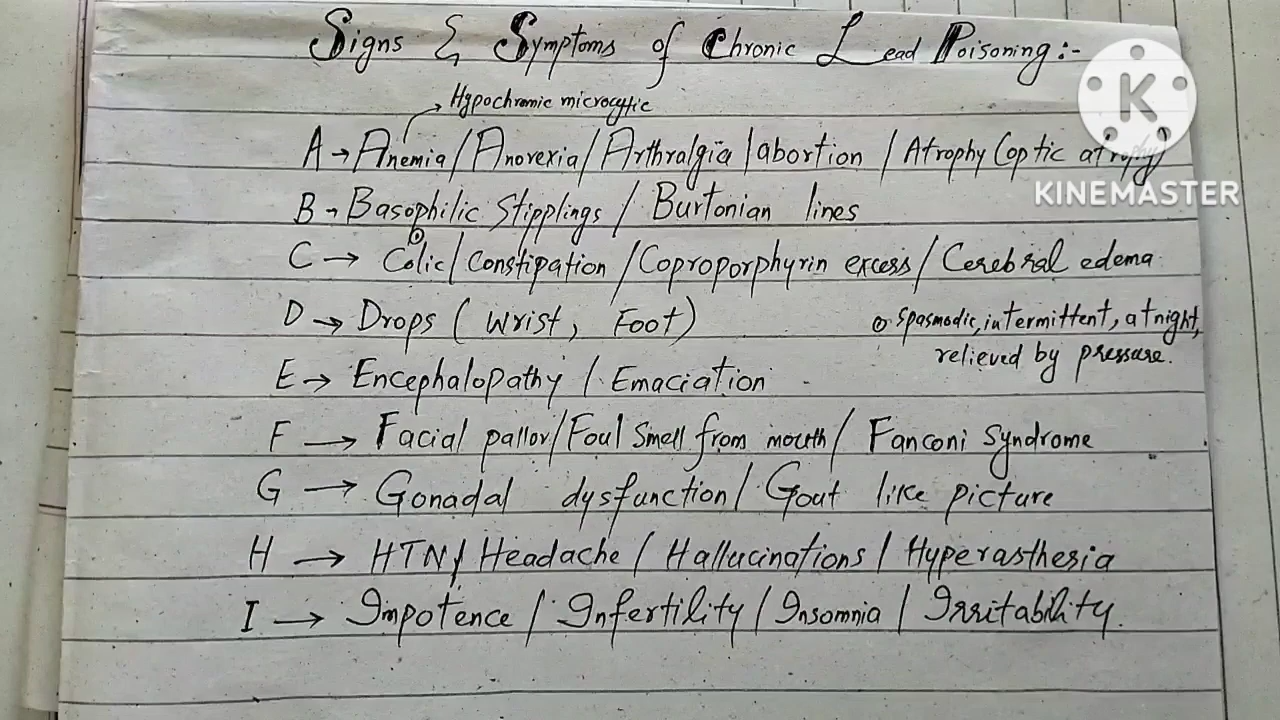 Signs & Symptoms of Chronic Lead Poisoning :-
Hypochromic microcytic
A → Anemia / Anorexia / Arthralgia / abortion / Atrophy (optic atrophy)
B → Basophilic Stipplings / Burtonian lines
C → Colic / Constipation / Coproporphyrin excess / Cerebral edema
D → Drops ( Wrist, Foot )
⊙ Spasmodic, intermittent, at night,
relieved by pressure.
E → Encephalopathy / Emaciation
F → Facial pallor / Foul Smell from mouth / Fanconi Syndrome
G → Gonadal dysfunction / Gout like picture
H → HTN / Headache / Hallucinations / Hyperasthesia
I → Impotence / Infertility / Insomnia / Irritability.
K
KINEMASTER